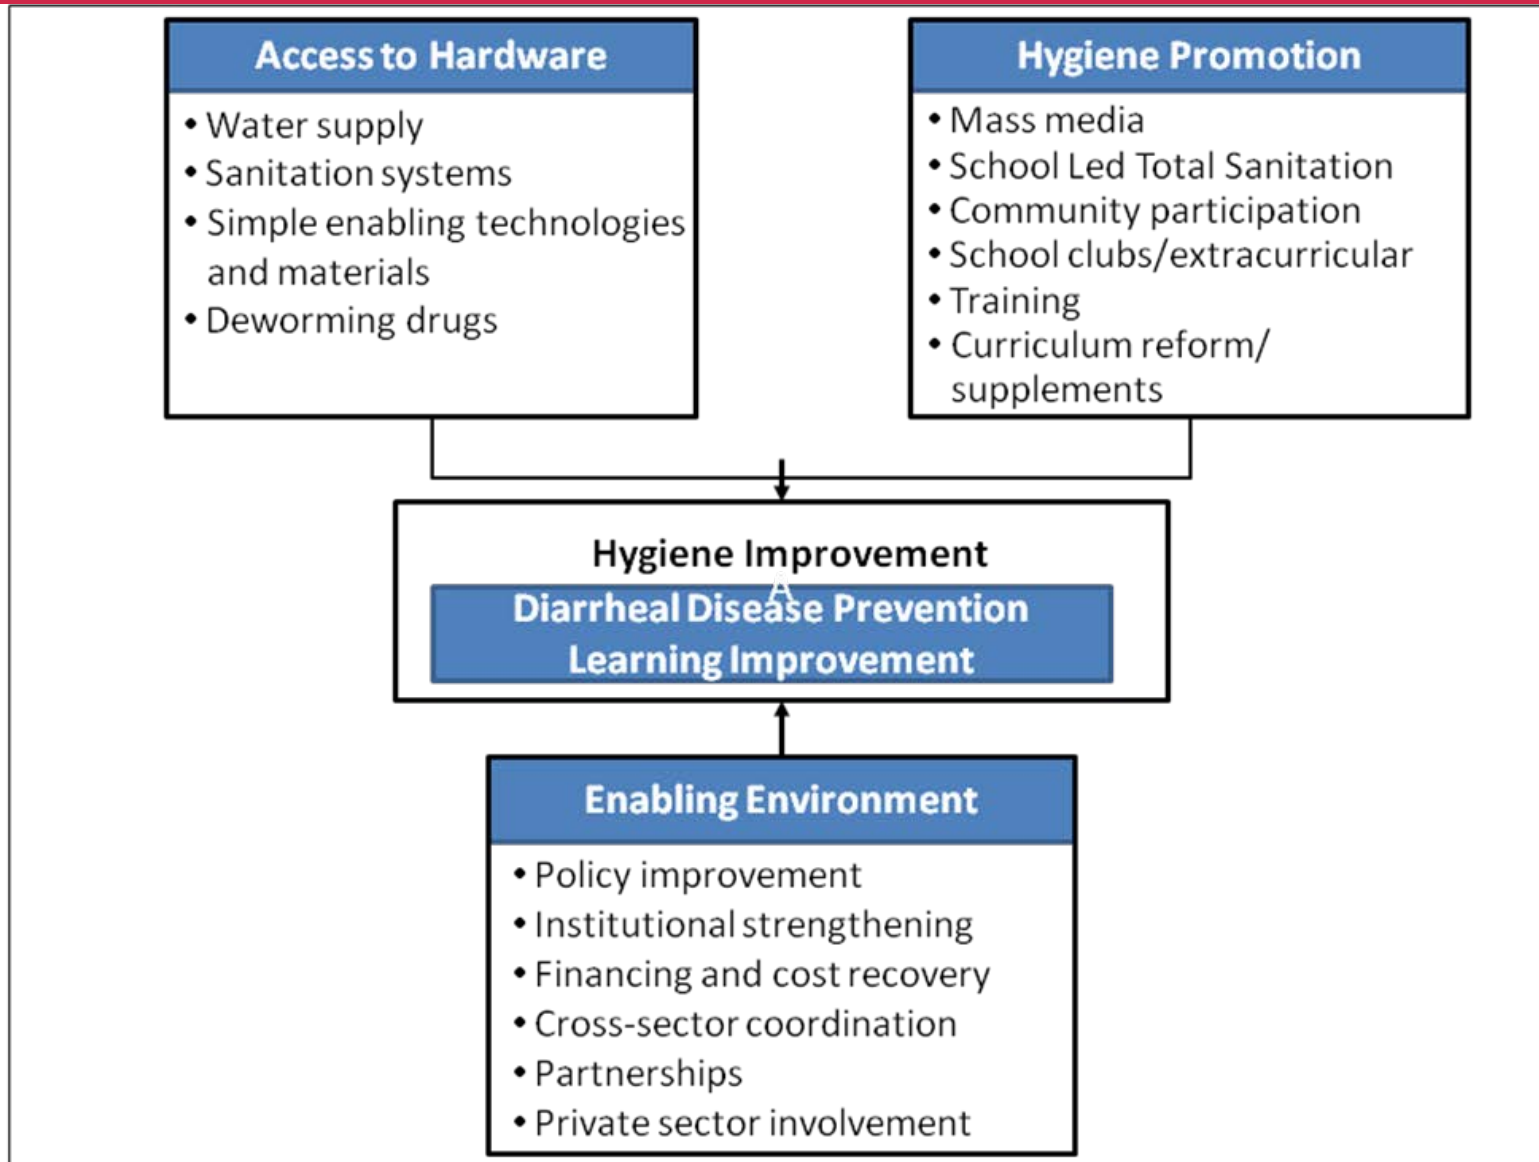 Access to Hardware
• Water supply
• Sanitation systems
• Simple enabling technologies
and materials
• Deworming drugs
Hygiene Promotion
• Mass media
• School Led Total Sanitation
• Community participation
• School clubs/extracurricular
• Training
• Curriculum reform/
supplements
Hygiene Improvement
A
Diarrheal Disease Prevention
Learning Improvement
Enabling Environment
• Policy improvement
• Institutional strengthening
• Financing and cost recovery
• Cross-sector coordination
• Partnerships
• Private sector involvement